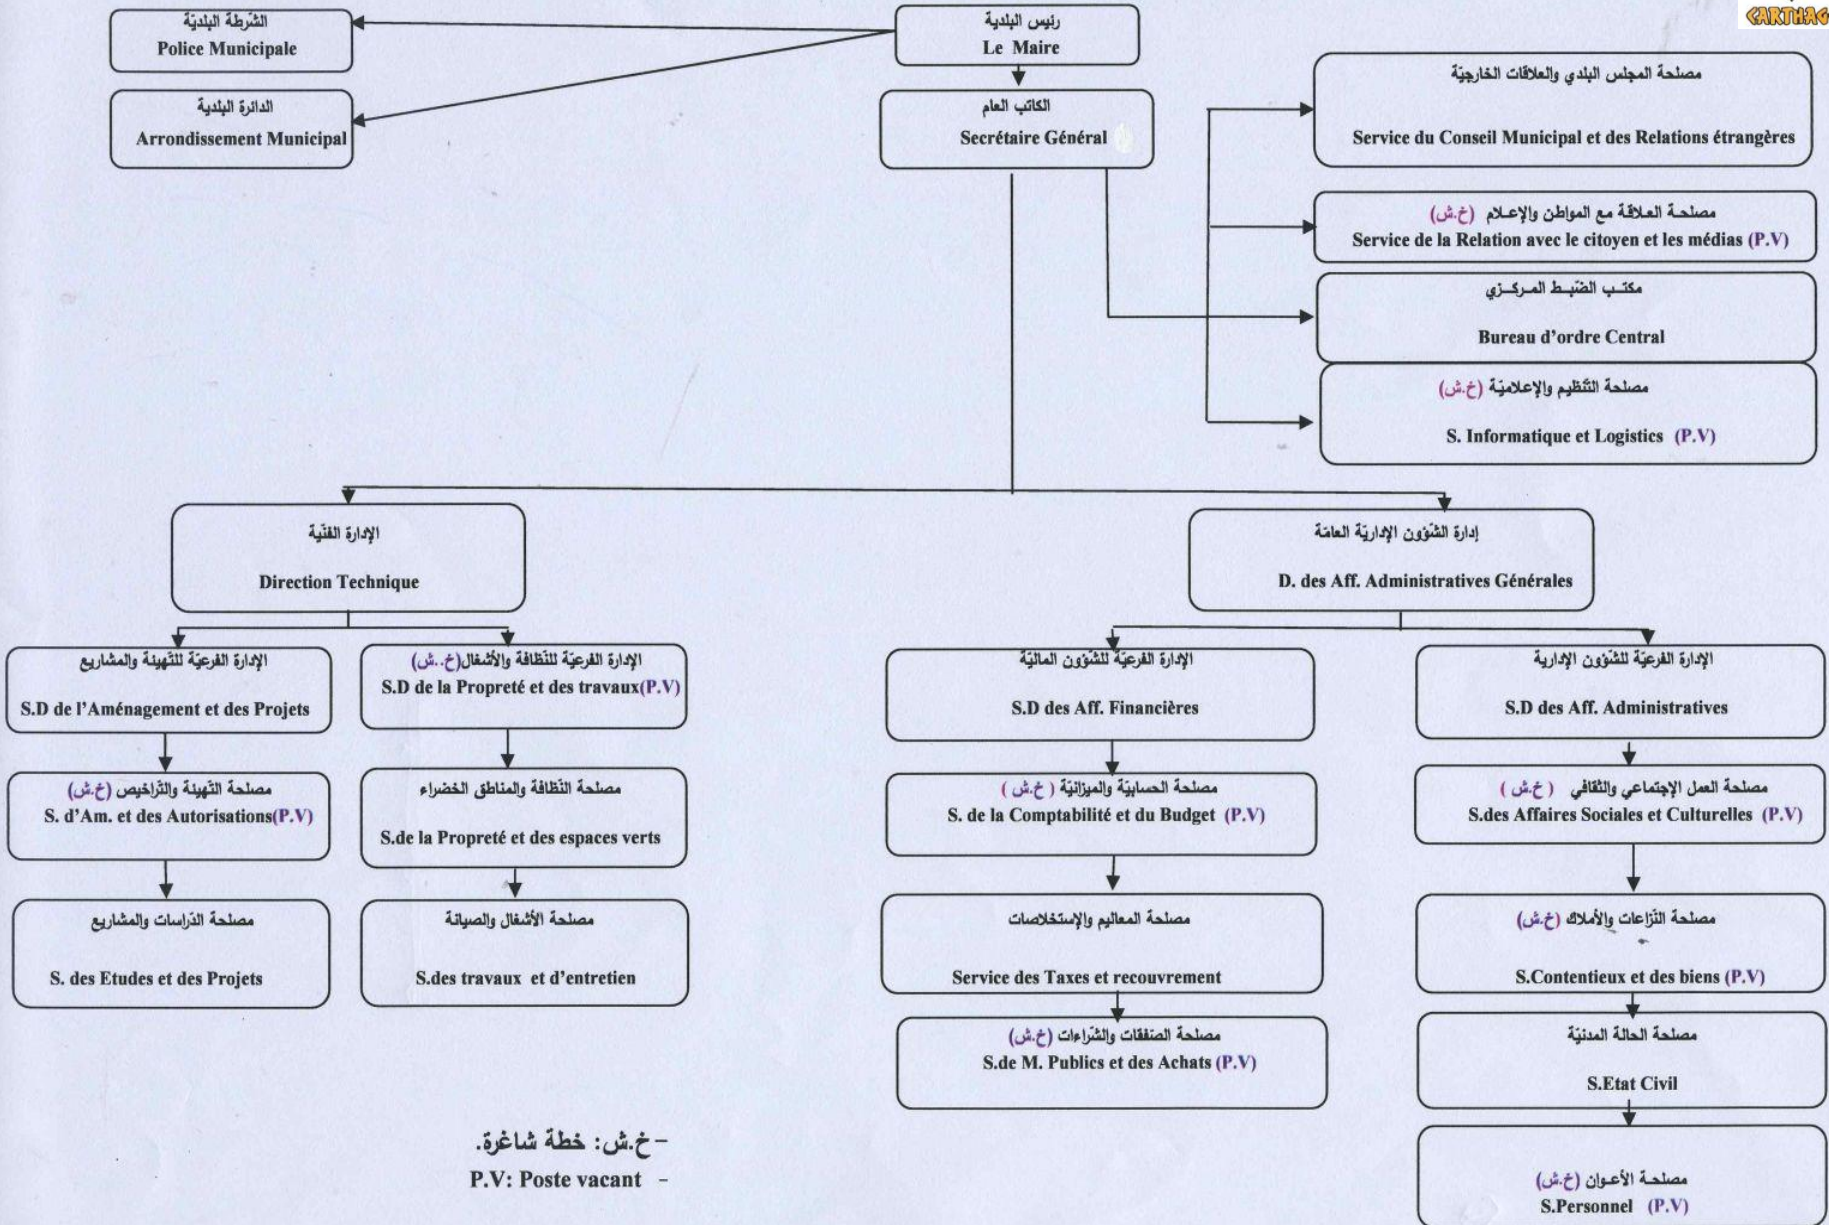 CARTHAG
الشّرطة البلديّة
Police Municipale
رئيس البلدية
Le Maire
الدائرة البلدية
Arrondissement Municipal
الكاتب العام
Secrétaire Général
مصلحة المجلس البلدي والعلاقات الخارجيّة
Service du Conseil Municipal et des Relations étrangères
مصلحة العلاقة مع المواطن والإعلام (خ.ش)
Service de la Relation avec le citoyen et les médias (P.V)
مكتب الضّبط المركزي
Bureau d'ordre Central
مصلحة التّنظيم والإعلاميّة (خ.ش)
S. Informatique et Logistics (P.V)
الإدارة الفنّية
Direction Technique
إدارة الشّؤون الإداريّة العامّة
D. des Aff. Administratives Générales
الإدارة الفرعيّة للتّهيئة والمشاريع
S.D de l'Aménagement et des Projets
الإدارة الفرعيّة للنّظافة والأشغال(خ..ش)
S.D de la Propreté et des travaux(P.V)
الإدارة الفرعيّة للشّؤون الماليّة
S.D des Aff. Financières
الإدارة الفرعيّة للشّؤون الإدارية
S.D des Aff. Administratives
مصلحة التّهيئة والتّراخيص (خ.ش)
S. d'Am. et des Autorisations(P.V)
مصلحة النّظافة والمناطق الخضراء
S.de la Propreté et des espaces verts
مصلحة الحسابيّة والميزانيّة ( خ.ش )
S. de la Comptabilité et du Budget (P.V)
مصلحة العمل الإجتماعي والثّقافي ( خ.ش )
S.des Affaires Sociales et Culturelles (P.V)
مصلحة الدّراسات والمشاريع
S. des Etudes et des Projets
مصلحة الأشغال والصيانة
S.des travaux et d'entretien
مصلحة المعاليم والإستخلاصات
Service des Taxes et recouvrement
مصلحة النّزاعات والأملاك (خ.ش)
S.Contentieux et des biens (P.V)
مصلحة الصّفقات والشّراءات (خ.ش)
S.de M. Publics et des Achats (P.V)
مصلحة الحالة المدنيّة
S.Etat Civil
مصلحة الأعوان (خ.ش)
S.Personnel (P.V)
-خ.ش: خطة شاغرة.
P.V: Poste vacant -